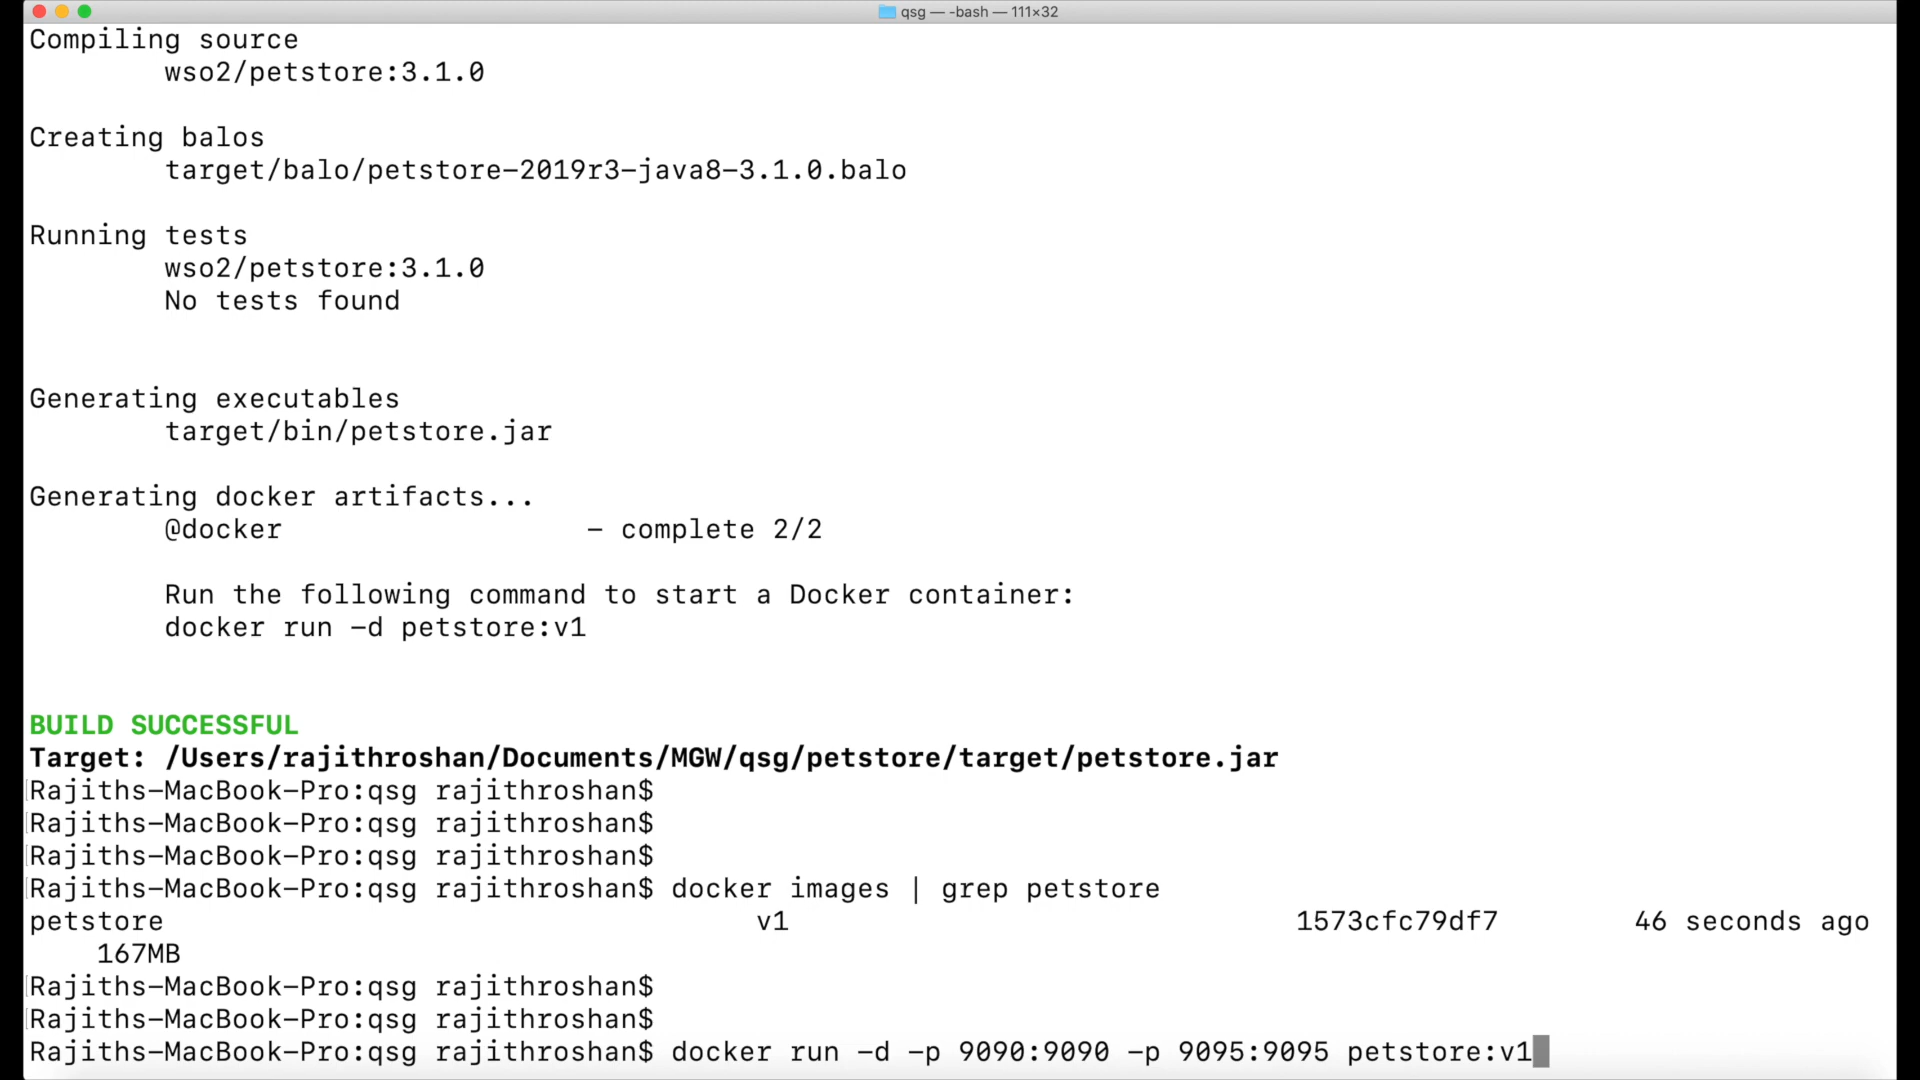 qsg — -bash — 111×32
Compiling source
wso2/petstore:3.1.0
Creating balos
target/balo/petstore-2019r3-java8-3.1.0.balo
Running tests
wso2/petstore:3.1.0
No tests found
Generating executables
target/bin/petstore.jar
Generating docker artifacts...
@docker - complete 2/2
Run the following command to start a Docker container:
docker run -d petstore:v1
BUILD SUCCESSFUL
Target: /Users/rajithroshan/Documents/MGW/qsg/petstore/target/petstore.jar
Rajiths-MacBook-Pro:qsg rajithroshan$
Rajiths-MacBook-Pro:qsg rajithroshan$
Rajiths-MacBook-Pro:qsg rajithroshan$
Rajiths-MacBook-Pro:qsg rajithroshan$ docker images | grep petstore
petstore v1 1573cfc79df7 46 seconds ago
167MB
Rajiths-MacBook-Pro:qsg rajithroshan$
Rajiths-MacBook-Pro:qsg rajithroshan$
Rajiths-MacBook-Pro:qsg rajithroshan$ docker run -d -p 9090:9090 -p 9095:9095 petstore:v1